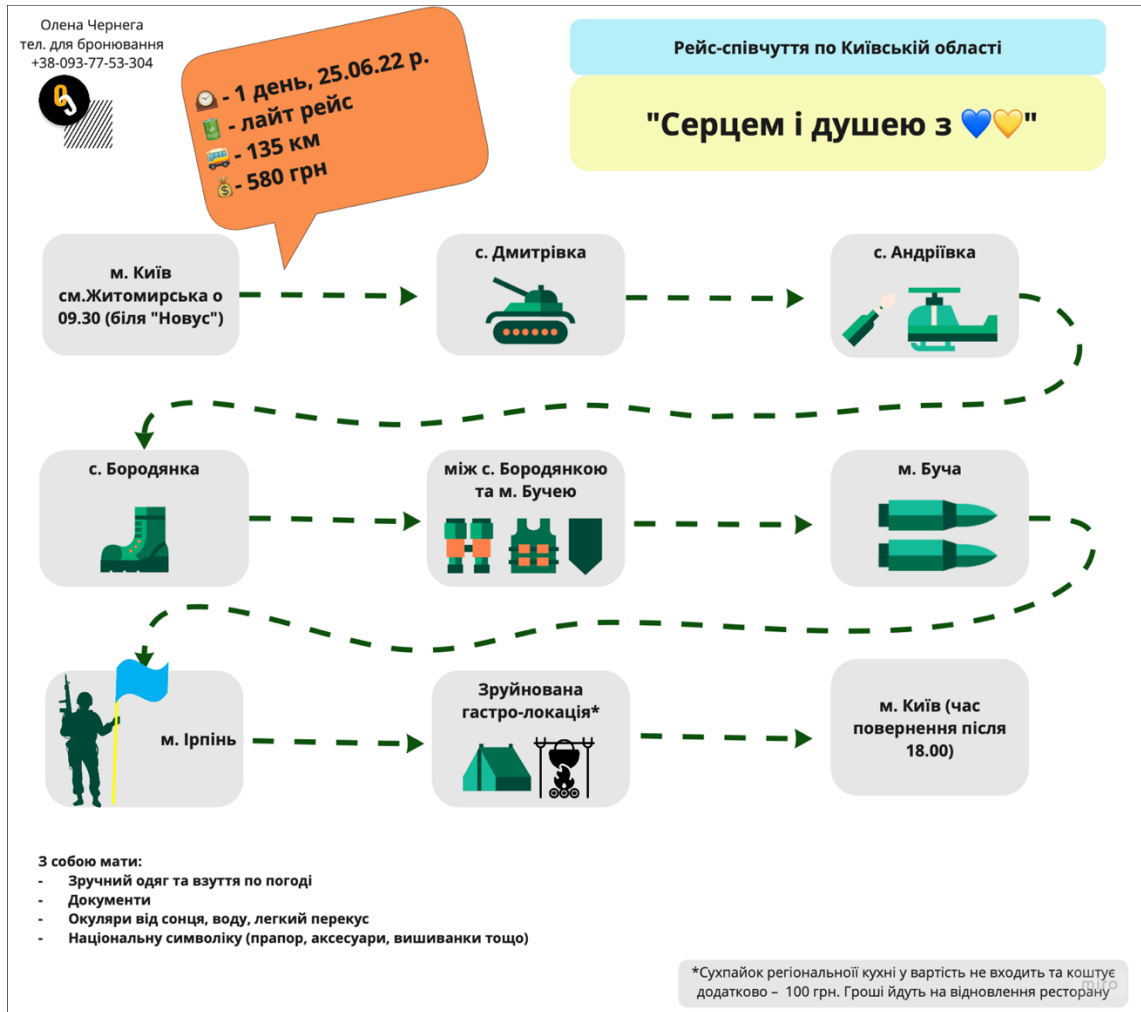 Олена Чернега
тел. для бронювання
+38-093-77-53-304
- 1 день, 25.06.22 р.
- лайт рейс
- 135 км
- 580 грн
Рейс-співчуття по Київській області
"Серцем і душею з 💙💛"
м. Київ
см.Житомирська о
09.30 (біля "Новус")
с. Дмитрівка
с. Андріївка
с. Бородянка
між с. Бородянкою
та м. Бучею
м. Буча
м. Ірпінь
Зруйнована
гастро-локація*
м. Київ (час
повернення після
18.00)
З собою мати:
- Зручний одяг та взуття по погоді
- Документи
- Окуляри від сонця, воду, легкий перекус
- Національну символіку (прапор, аксесуари, вишиванки тощо)
*Сухпайок регіональної кухні у вартість не входить та коштує
додатково – 100 грн. Гроші йдуть на відновлення ресторану
miro